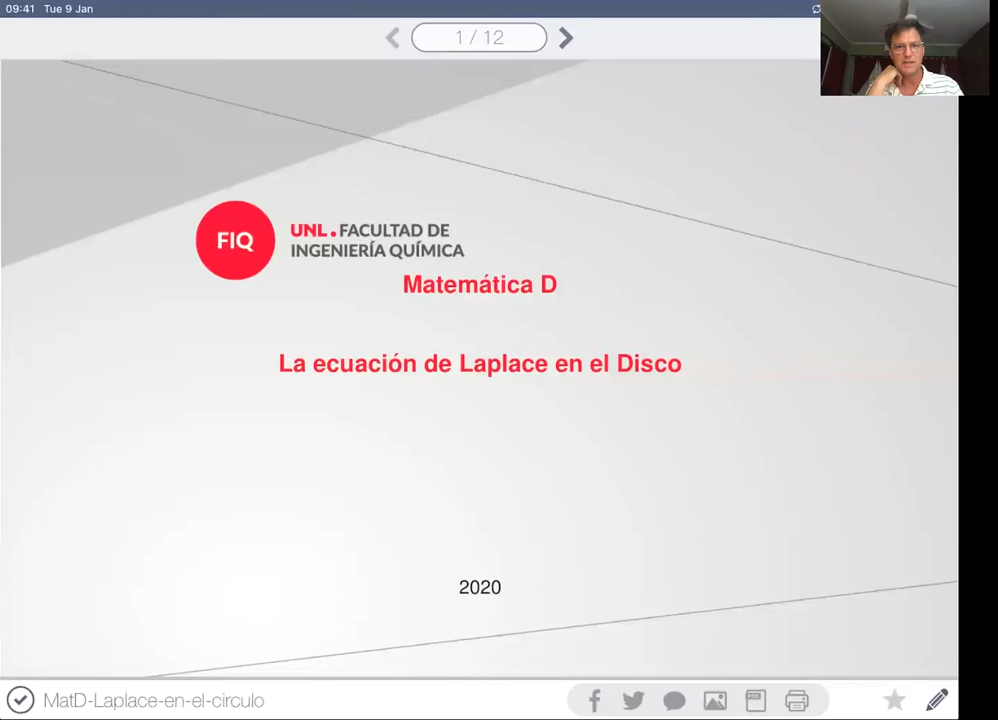 09:41 Tue 9 Jan
1 / 12
FIQ
UNL.FACULTAD DE
INGENIERÍA QUÍMICA
Matemática D
La ecuación de Laplace en el Disco
2020
MatD-Laplace-en-el-circulo
PDF